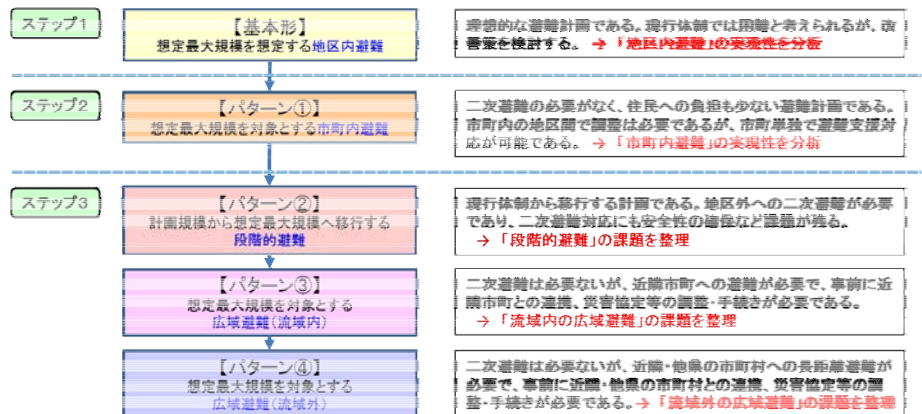 ステップ1
【基本形】
想定最大規模を想定する地区内避難
理想的な避難計画である。現行体制では困難と考えられるが、改
善策を検討する。 → 「地区内避難」の実現性を分析
ステップ2
【パターン①】
想定最大規模を対象とする市町内避難
二次避難の必要がなく、住民への負担も少ない避難計画である。
市町内の地区間で調整は必要であるが、市町単独で避難支援対
応が可能である。 → 「市町内避難」の実現性を分析
ステップ3
【パターン②】
計画規模から想定最大規模へ移行する
段階的避難
現行体制から移行する計画である。地区外への二次避難が必要
であり、二次避難対応にも安全性の確保など課題が残る。
→ 「段階的避難」の課題を整理
【パターン③】
想定最大規模を対象とする
広域避難(流域内)
二次避難は必要ないが、近隣市町への避難が必要で、事前に近
隣市町との連携、災害協定等の調整・手続きが必要である。
→ 「流域内の広域避難」の課題を整理
【パターン④】
想定最大規模を対象とする
広域避難(流域外)
二次避難は必要ないが、近隣・他県の市町村への長距離避難が
必要で、事前に近隣・他県の市町村との連携、災害協定等の調
整・手続きが必要である。→ 「流域外の広域避難」の課題を整理